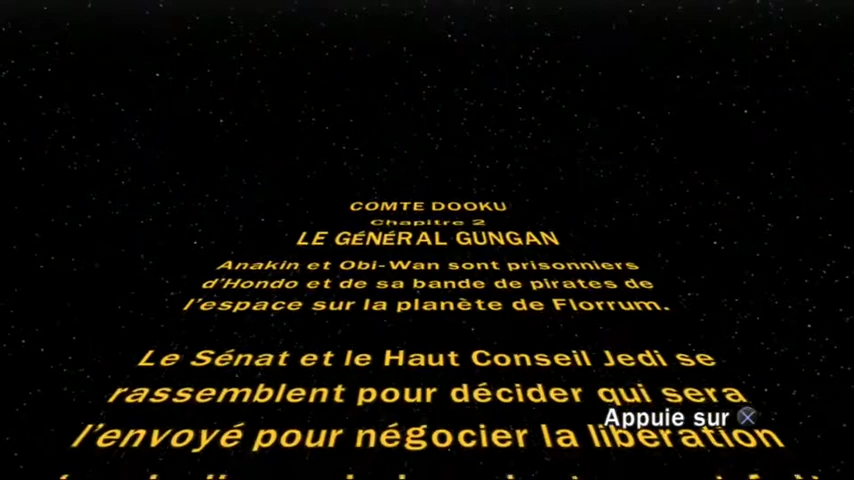 COMTE DOOKU
Chapitre 2
LE GÉNÉRAL GUNGAN
Anakin et Obi-Wan sont prisonniers
d'Hondo et de sa bande de pirates de
l'espace sur la planète de Florrum.
Le Sénat et le Haut Conseil Jedi se
rassemblent pour décider qui sera
l'envoyé pour négocier la libération
Appuie sur